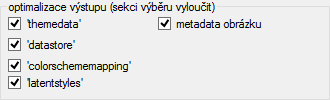 optimalizace výstupu (sekci výběru vyloučit)
'themedata' metadata obrázku
'datastore'
'colorschememapping'
'latentstyles'